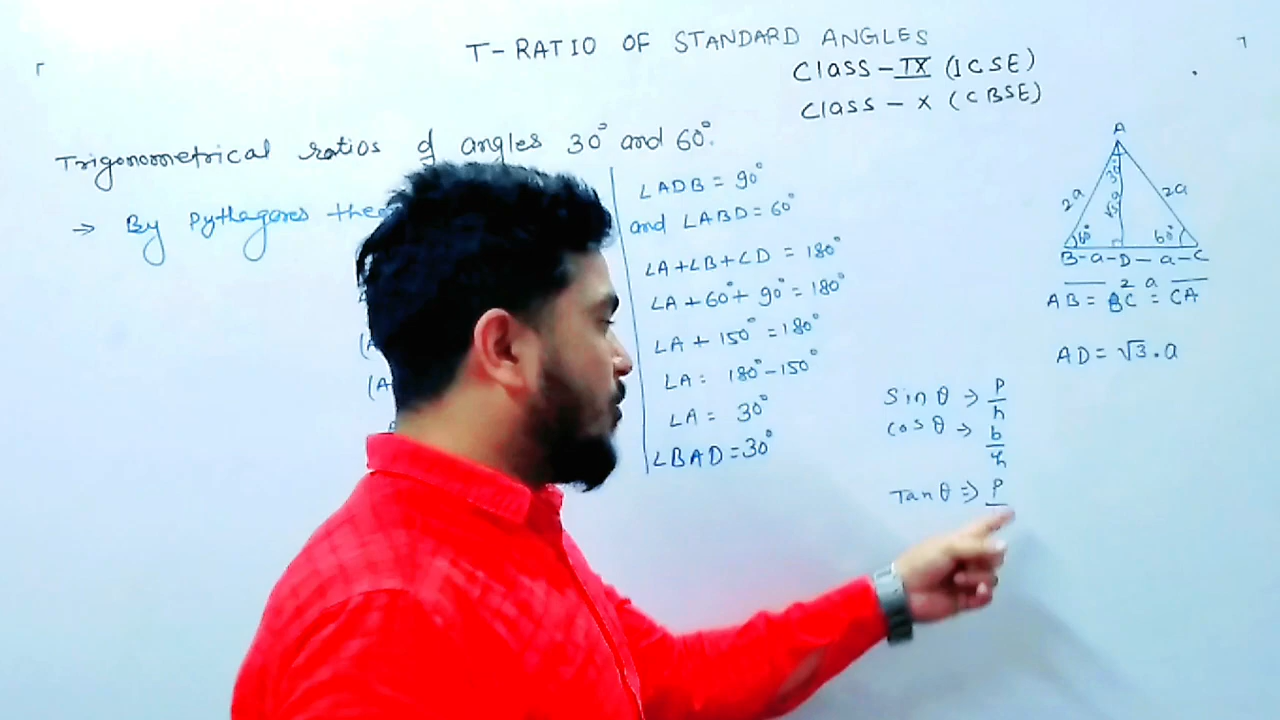 T-RATIO OF STANDARD ANGLES
Class-IX (ICSE)
Class-X (CBSE)
Trigonometrical ratios of angles 30° and 60°.
→ By Pythagores
∠ADB = 90°
and ∠ABD = 60°
∠A+∠B+∠D = 180°
∠A+60°+90°=180°
∠A+150°=180°
∠A = 180°-150°
∠A = 30°
∠BAD=30°
(A
(A
A
2a
2a
30°
√3a
60°
60°
B-a-D-a-C
2a
AB = BC = CA
AD = √3.a
Sin θ → P/h
Cos θ → b/h
Tan θ ⇒ P